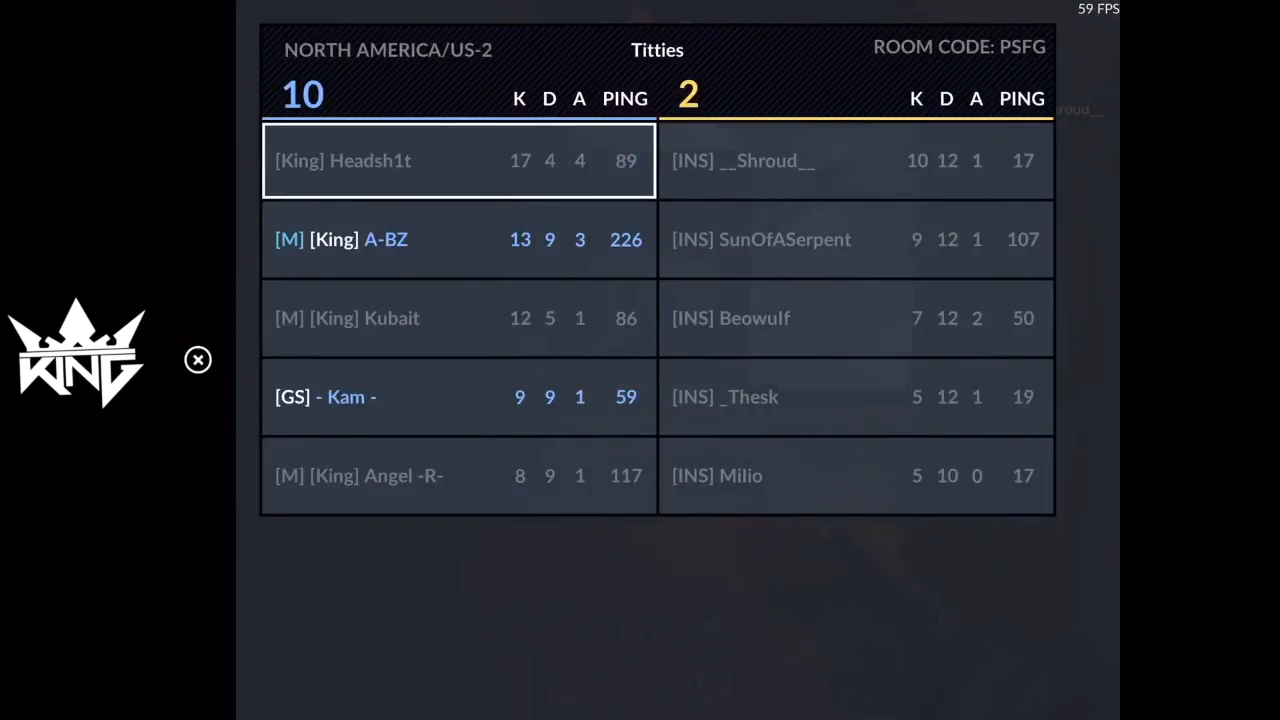 59 FPS
NORTH AMERICA/US-2 Titties ROOM CODE: PSFG
10 K D A PING 2 K D A PING
[King] Headsh1t 17 4 4 89 [INS] __Shroud__ 10 12 1 17
[M] [King] A-BZ 13 9 3 226 [INS] SunOfASerpent 9 12 1 107
[M] [King] Kubait 12 5 1 86 [INS] Beowulf 7 12 2 50
[GS] - Kam - 9 9 1 59 [INS] _Thesk 5 12 1 19
[M] [King] Angel -R- 8 9 1 117 [INS] Milio 5 10 0 17
KING